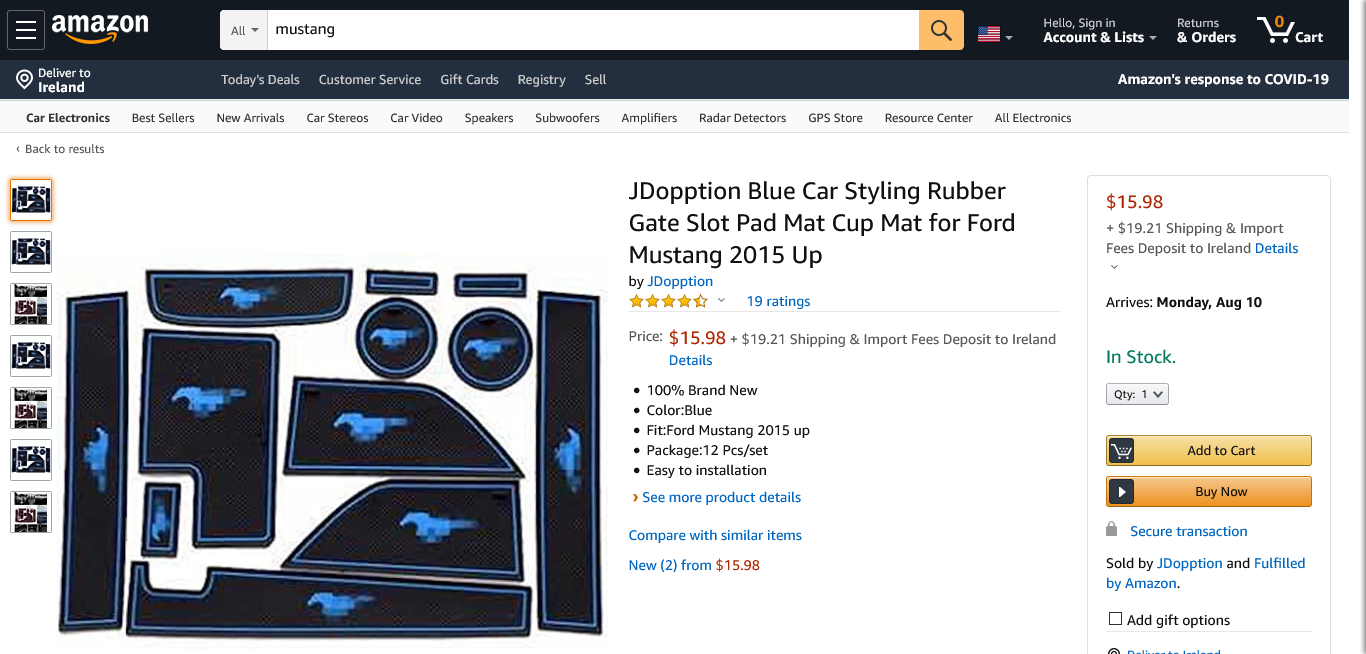 amazon
All
mustang
Hello, Sign in
Account & Lists
Returns
& Orders
0
Cart
Deliver to
Ireland
Today's Deals
Customer Service
Gift Cards
Registry
Sell
Amazon's response to COVID-19
Car Electronics
Best Sellers
New Arrivals
Car Stereos
Car Video
Speakers
Subwoofers
Amplifiers
Radar Detectors
GPS Store
Resource Center
All Electronics
‹ Back to results
JDopption Blue Car Styling Rubber
Gate Slot Pad Mat Cup Mat for Ford
Mustang 2015 Up
by JDopption
19 ratings
Price: $15.98 + $19.21 Shipping & Import Fees Deposit to Ireland
Details
• 100% Brand New
• Color:Blue
• Fit:Ford Mustang 2015 up
• Package:12 Pcs/set
• Easy to installation
› See more product details
Compare with similar items
New (2) from $15.98
$15.98
+ $19.21 Shipping & Import
Fees Deposit to Ireland Details
Arrives: Monday, Aug 10
In Stock.
Qty: 1
Add to Cart
Buy Now
Secure transaction
Sold by JDopption and Fulfilled
by Amazon.
Add gift options
Deliver to Ireland